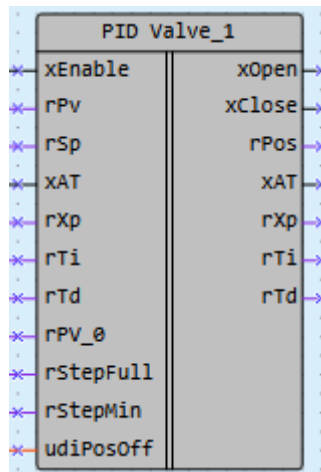 PID Valve_1
xEnable xOpen
rPv xClose
rSp rPos
xAT xAT
rXp rXp
rTi rTi
rTd rTd
rPV_0
rStepFull
rStepMin
udiPosOff